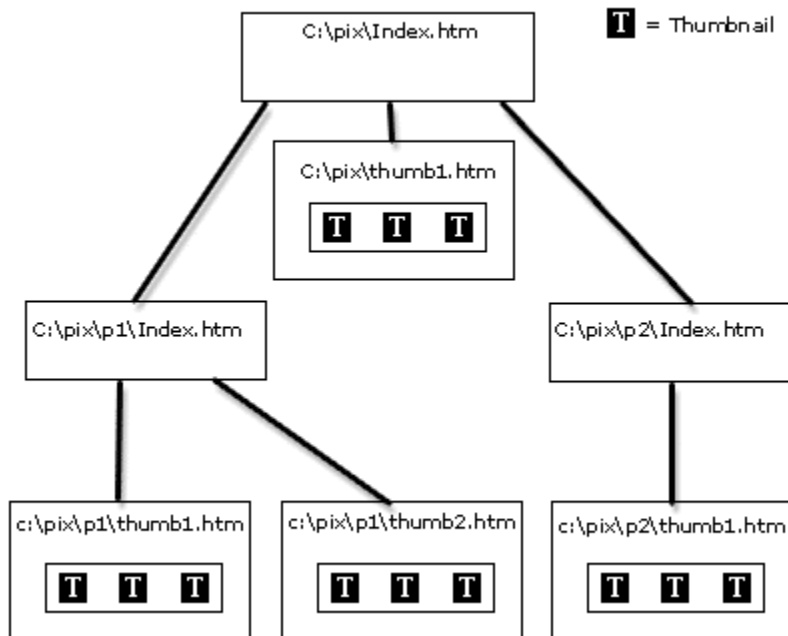 C:\pix\Index.htm
T = Thumbnail
C:\pix\thumb1.htm
T T T
C:\pix\p1\Index.htm
C:\pix\p2\Index.htm
c:\pix\p1\thumb1.htm
c:\pix\p1\thumb2.htm
c:\pix\p2\thumb1.htm
T T T
T T T
T T T